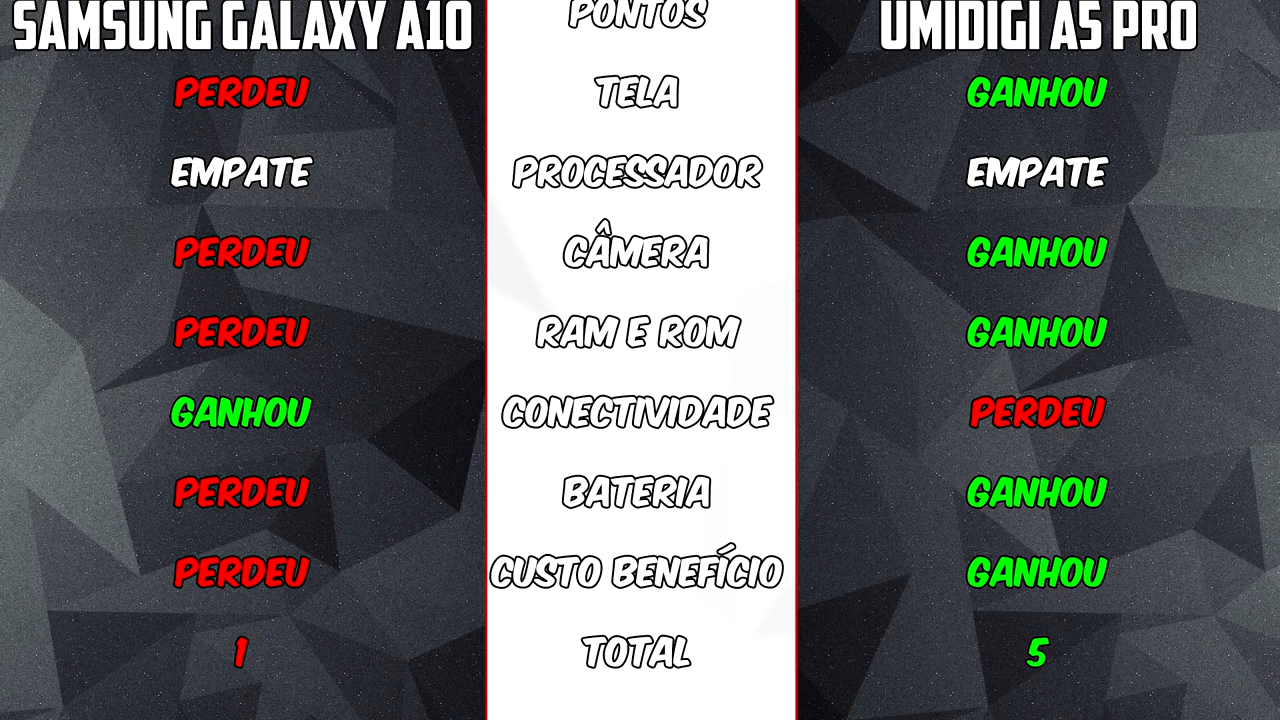 SAMSUNG GALAXY A10 PONTOS UMIDIGI A5 PRO
PERDEU TELA GANHOU
EMPATE PROCESSADOR EMPATE
PERDEU CÂMERA GANHOU
PERDEU RAM E ROM GANHOU
GANHOU CONECTIVIDADE PERDEU
PERDEU BATERIA GANHOU
PERDEU CUSTO BENEFÍCIO GANHOU
1 TOTAL 5